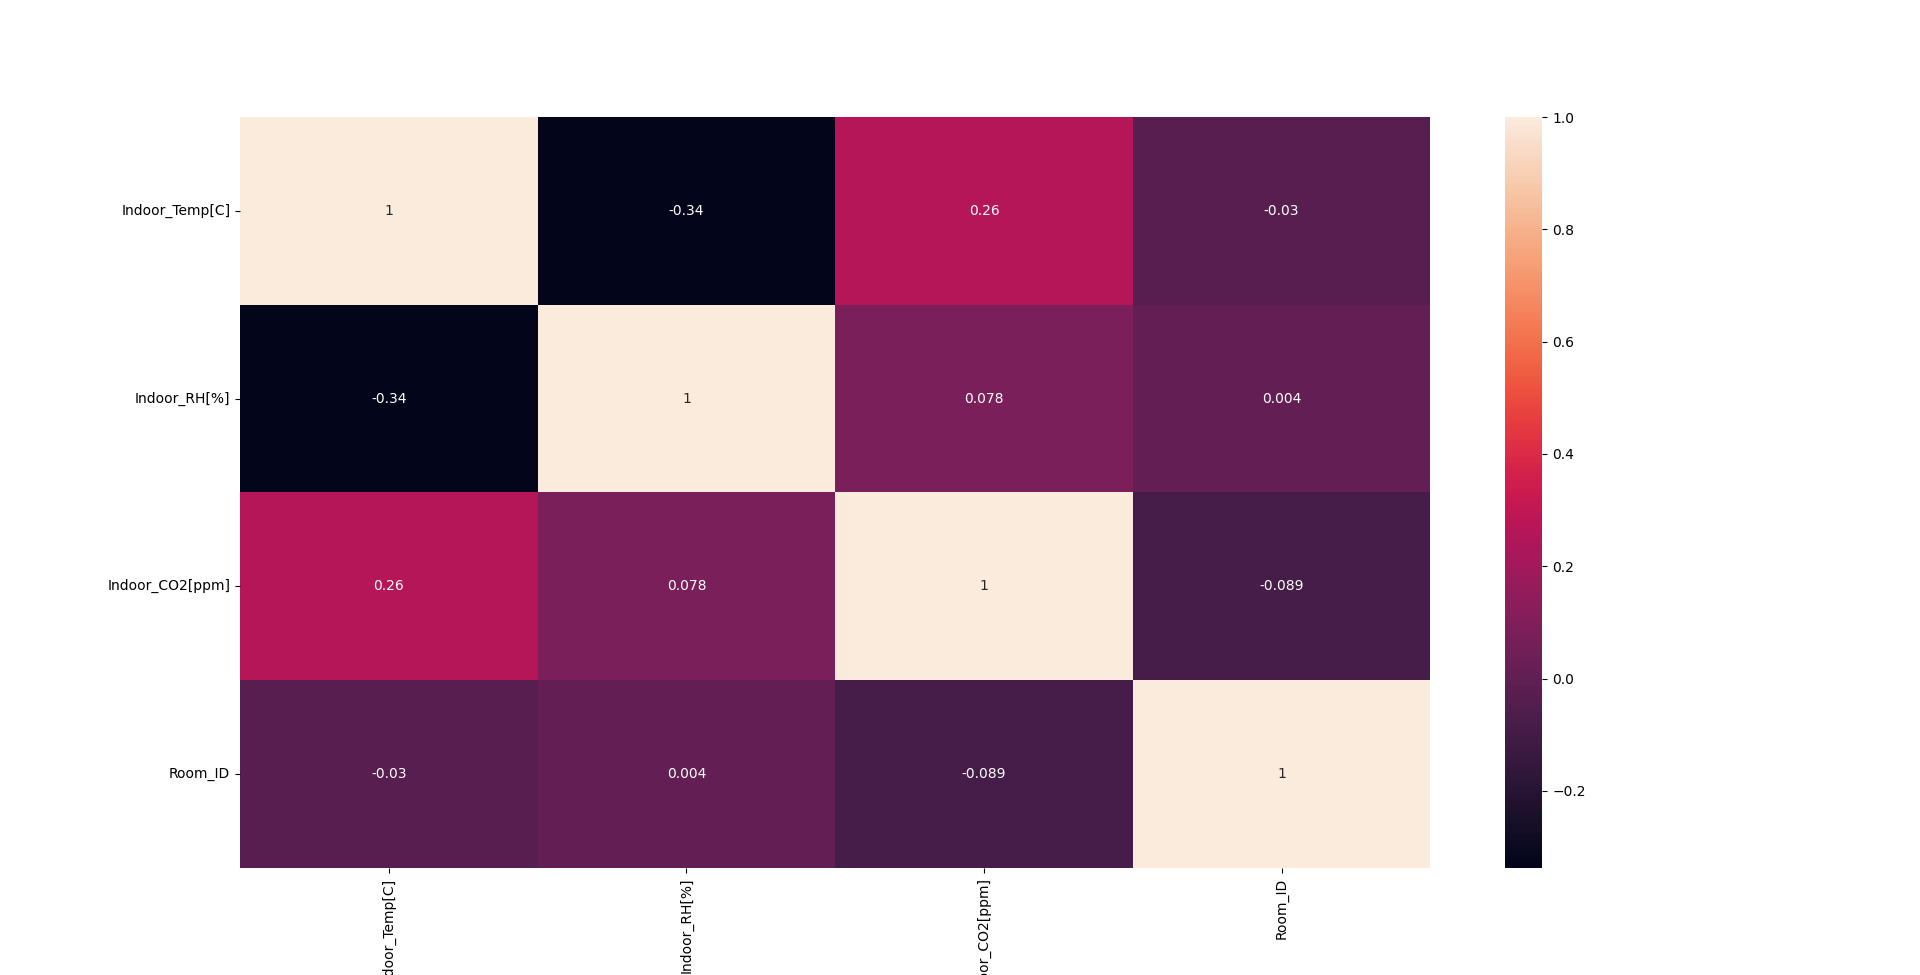 Indoor_Temp[C]
1
-0.34
0.26
-0.03
Indoor_RH[%]
-0.34
1
0.078
0.004
Indoor_CO2[ppm]
0.26
0.078
1
-0.089
Room_ID
-0.03
0.004
-0.089
1
door_Temp[C]
Indoor_RH[%]
or_CO2[ppm]
Room_ID
1.0
0.8
0.6
0.4
0.2
0.0
−0.2